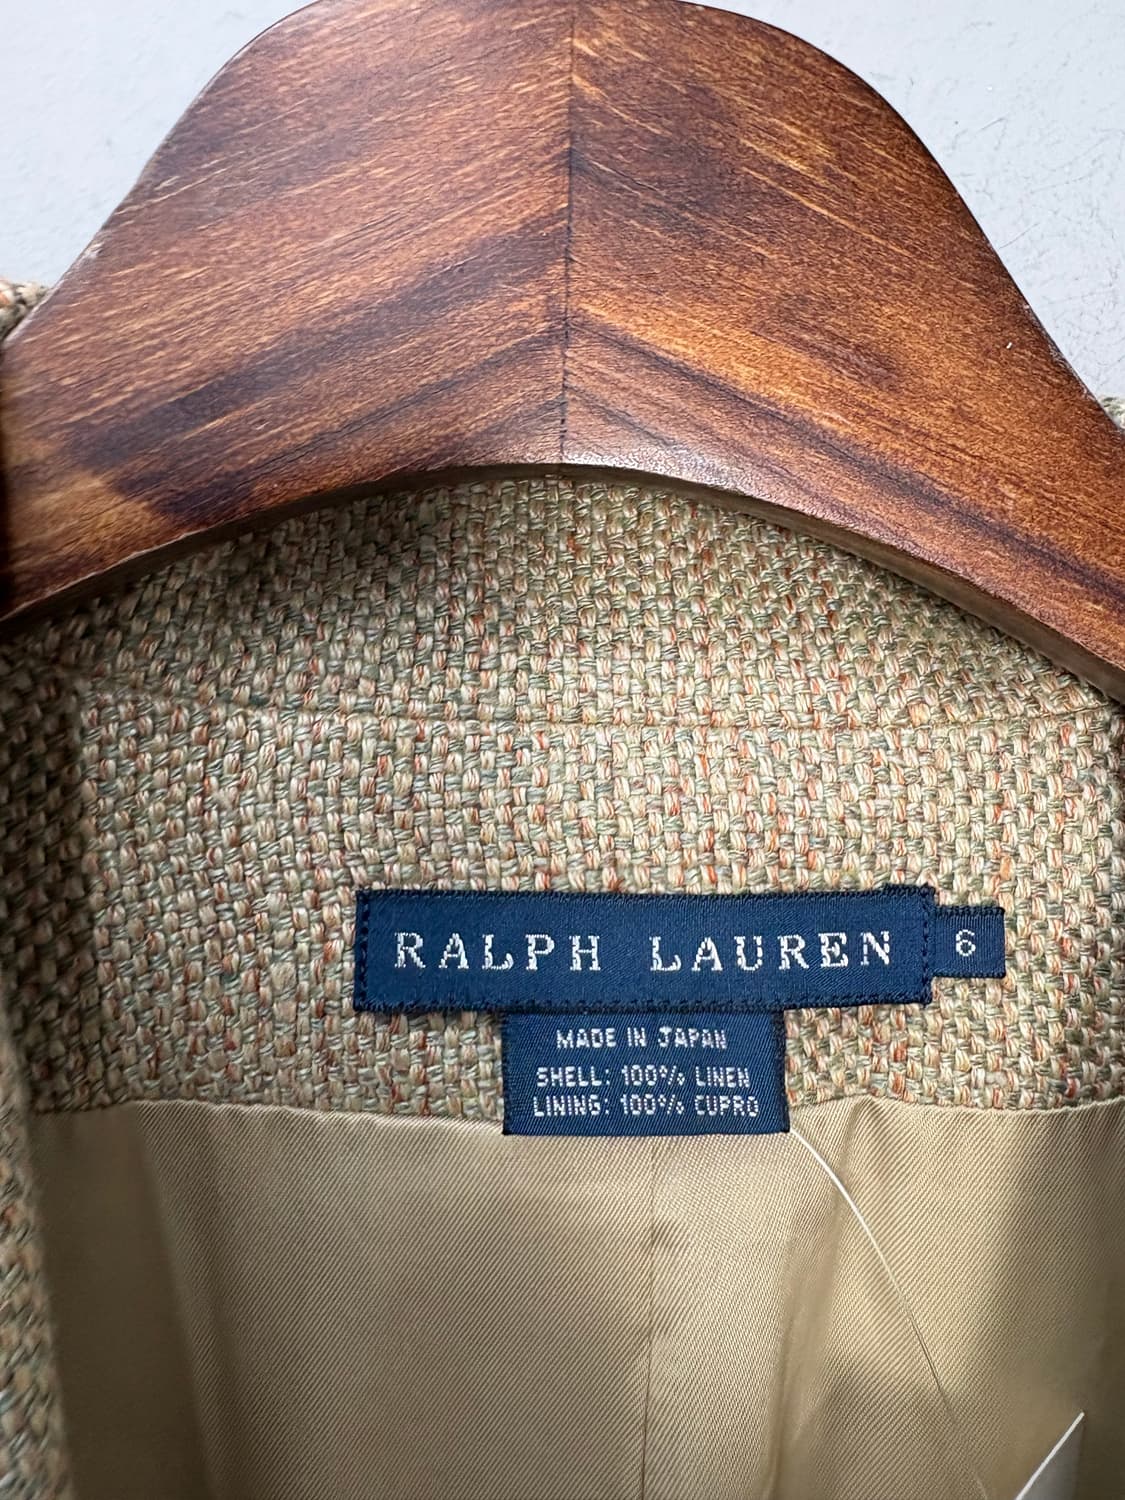 RALPH LAUREN 6
MADE IN JAPAN
SHELL: 100% LINEN
LINING: 100% CUPRO